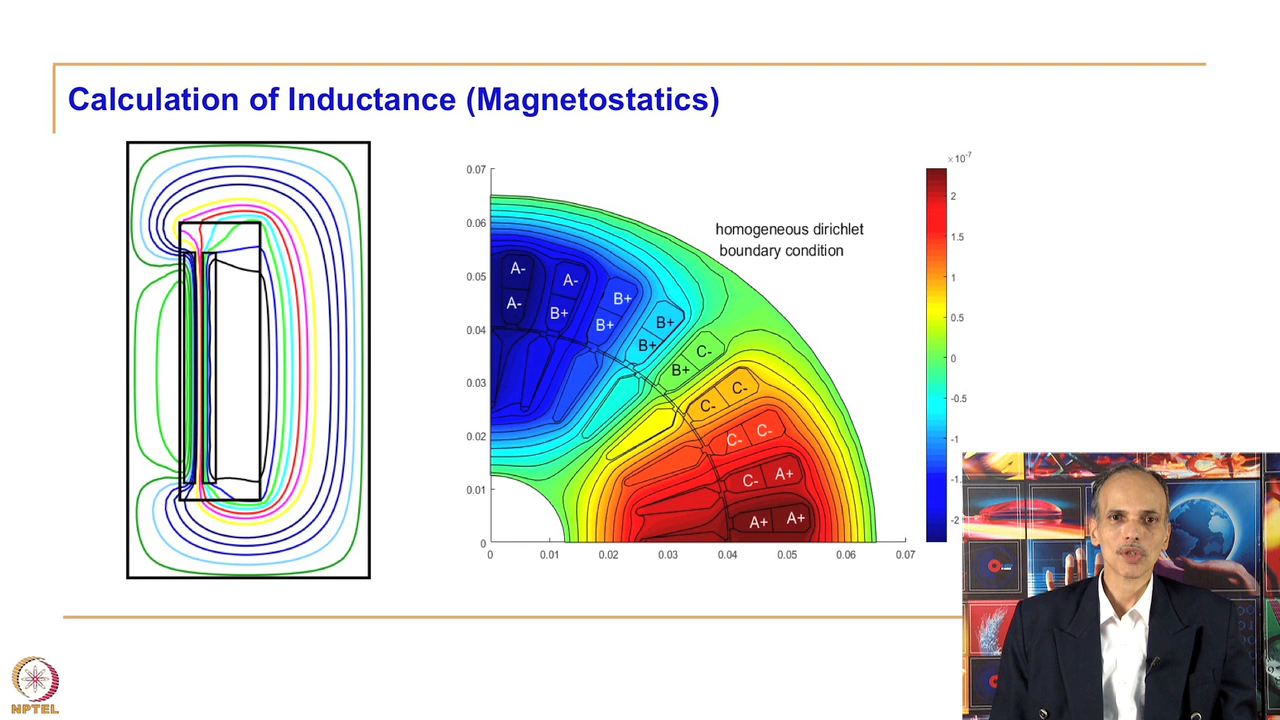 Calculation of Inductance (Magnetostatics)
0.07
0.06
0.05
0.04
0.03
0.02
0.01
0
0
0.01
0.02
0.03
0.04
0.05
0.06
0.07
homogeneous dirichlet
boundary condition
A-
A-
A-
B+
B+
B+
B+
B+
C-
B+
C-
C-
C-
C-
A+
C-
A+
A+
×10-7
2
1.5
1
0.5
0
-0.5
-1
-1.
-2
NPTEL